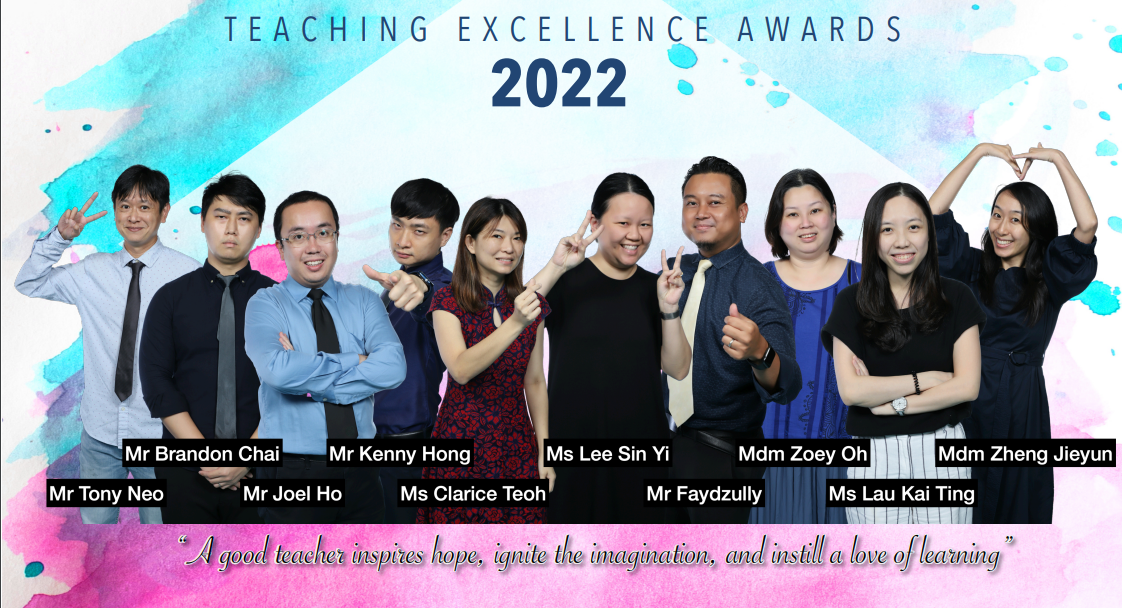 TEACHING EXCELLENCE AWARDS
2022
Mr Brandon Chai
Mr Kenny Hong
Ms Lee Sin Yi
Mdm Zoey Oh
Mdm Zheng Jieyun
Mr Tony Neo
Mr Joel Ho
Ms Clarice Teoh
Mr Faydzully
Ms Lau Kai Ting
“ A good teacher inspires hope, ignite the imagination, and instill a love of learning”